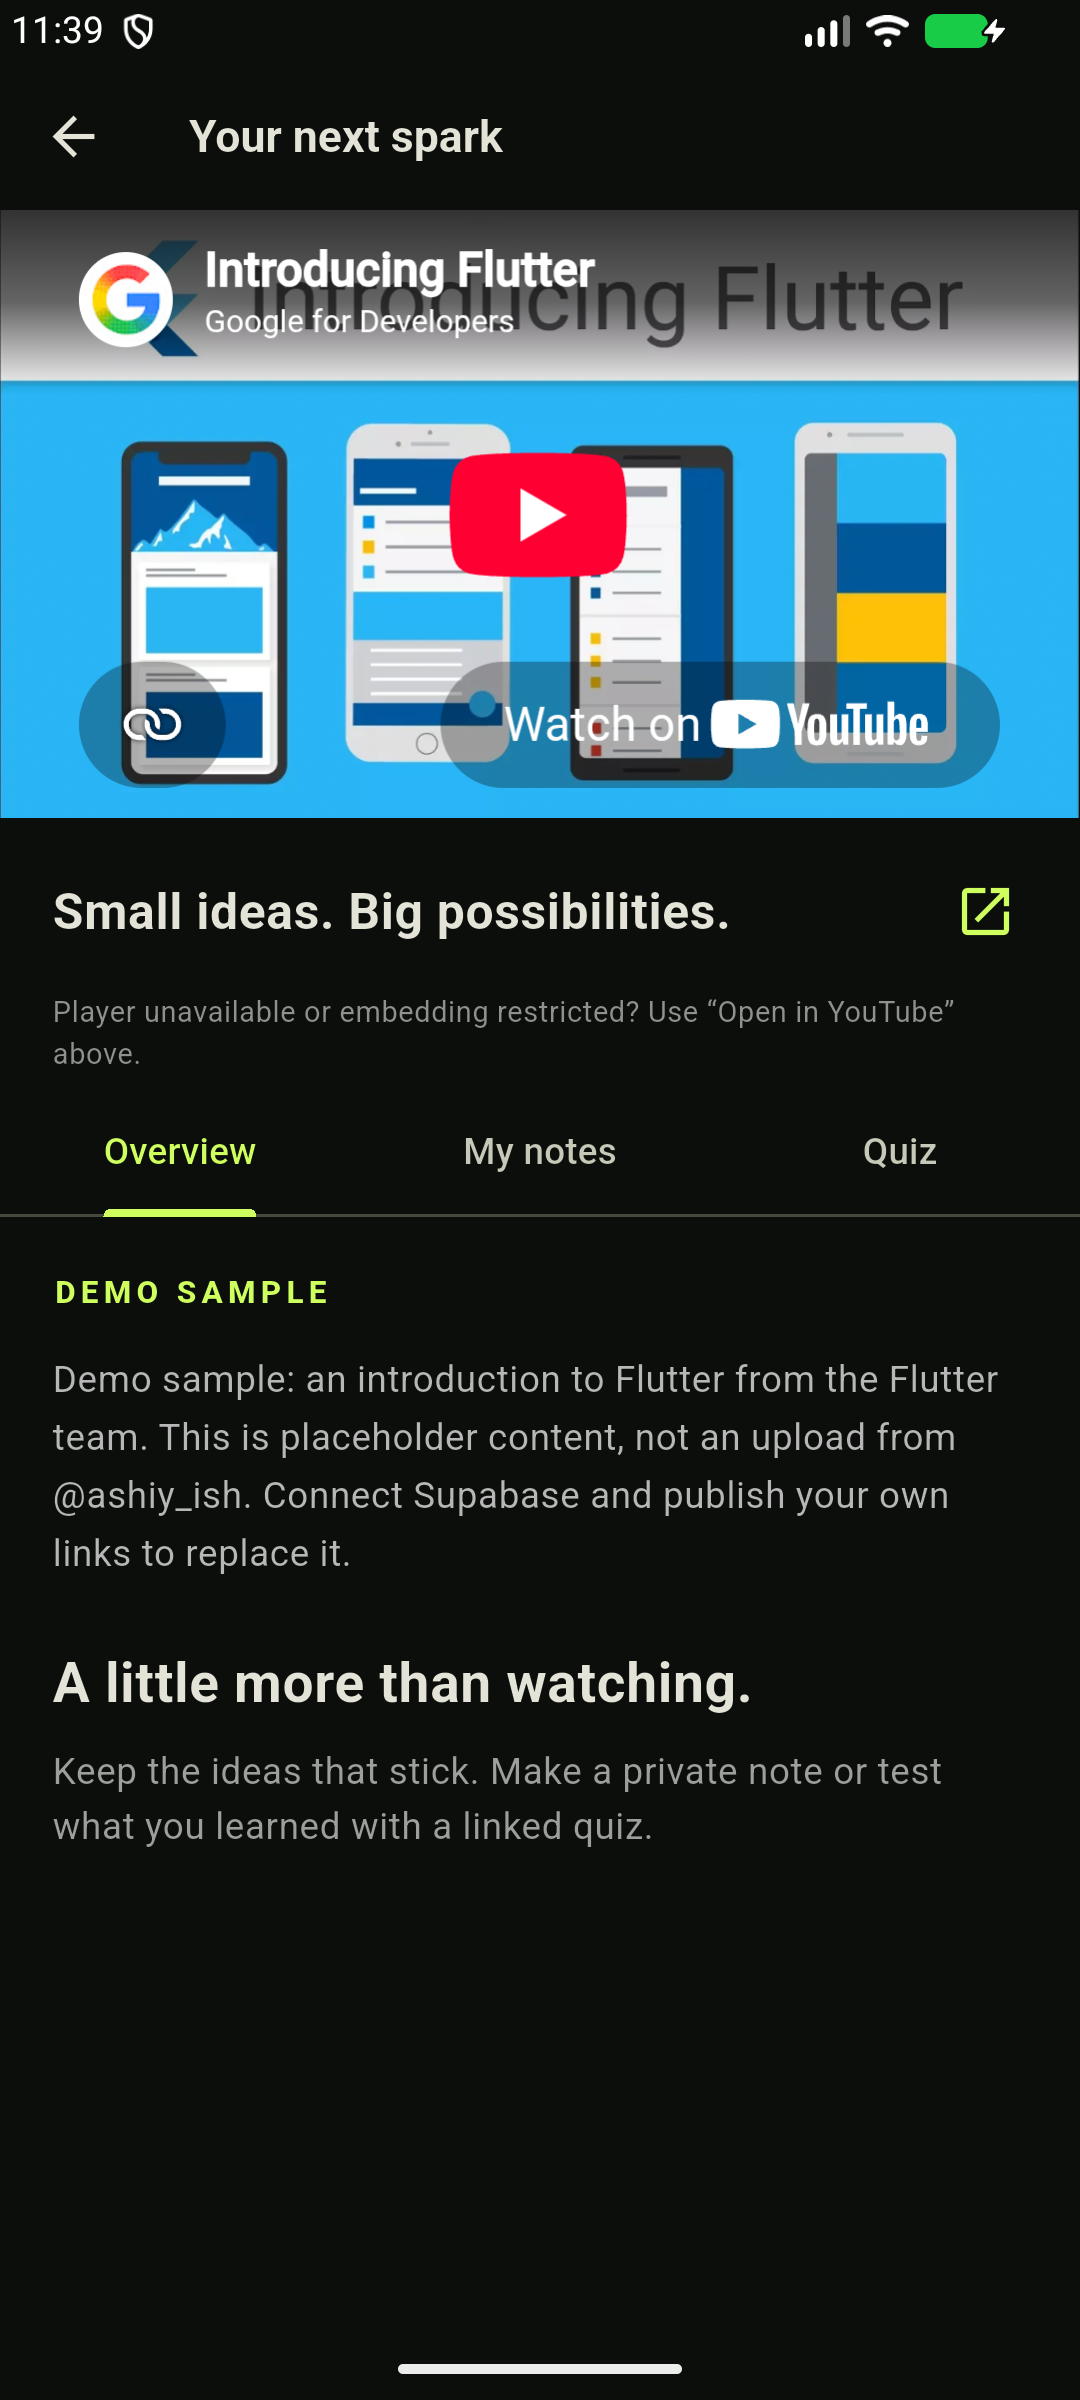 11:39
Your next spark
Introducing Flutter
Introducing Flutter
Google for Developers
Watch on YouTube
Small ideas. Big possibilities.
Player unavailable or embedding restricted? Use “Open in YouTube”
above.
Overview
My notes
Quiz
DEMO SAMPLE
Demo sample: an introduction to Flutter from the Flutter
team. This is placeholder content, not an upload from
@ashiy_ish. Connect Supabase and publish your own
links to replace it.
A little more than watching.
Keep the ideas that stick. Make a private note or test
what you learned with a linked quiz.